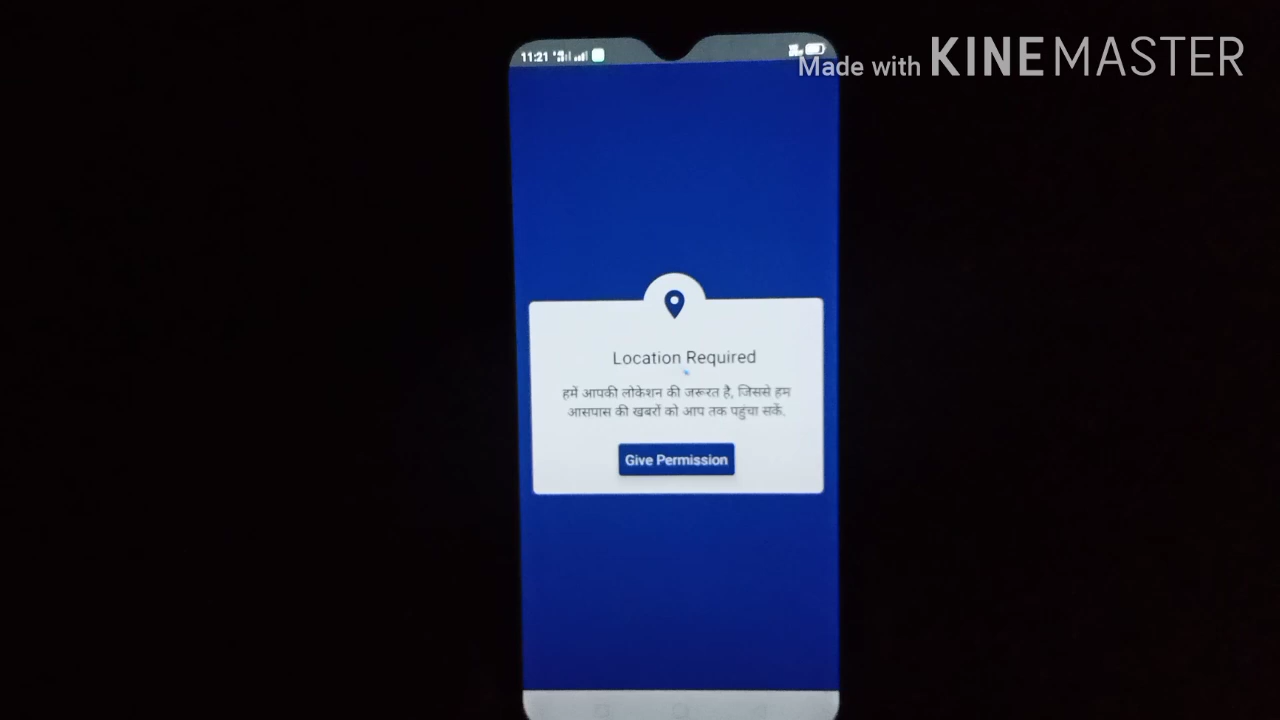 11:21
Made with KINEMASTER
Location Required
हमें आपकी लोकेशन की जरूरत है, जिससे हम
आसपास की खबरों को आप तक पहुंचा सकें.
Give Permission